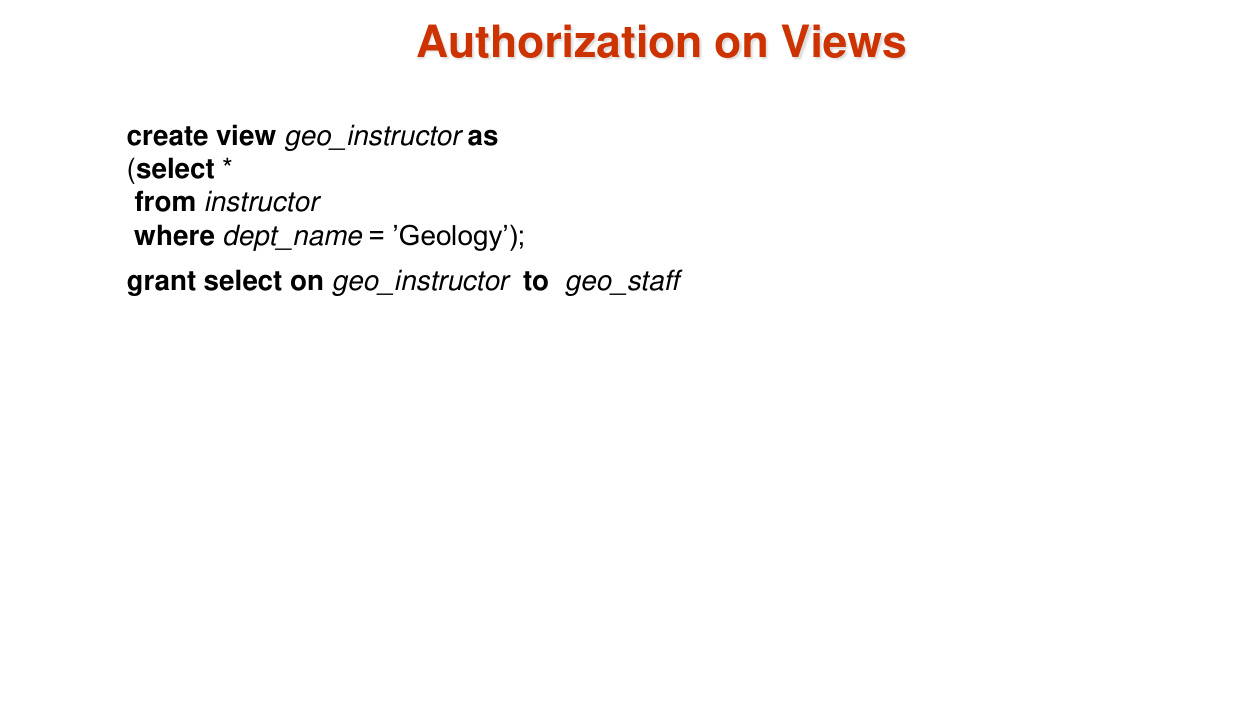 Authorization on Views
create view geo_instructor as
(select *
from instructor
where dept_name = ’Geology’);
grant select on geo_instructor to geo_staff